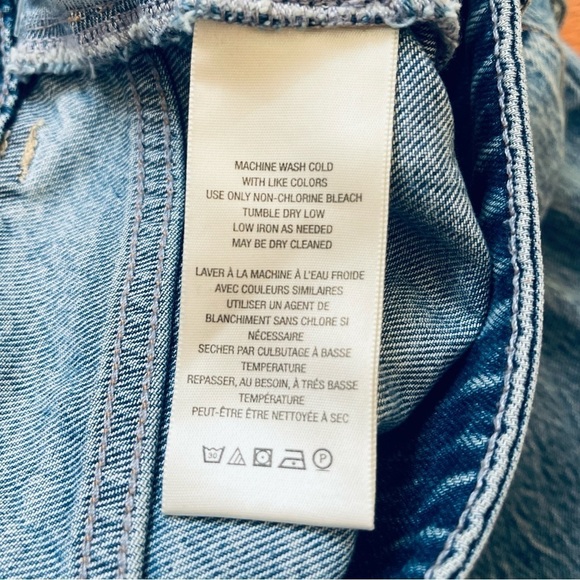 MACHINE WASH COLD
WITH LIKE COLORS
USE ONLY NON-CHLORINE BLEACH
TUMBLE DRY LOW
LOW IRON AS NEEDED
MAY BE DRY CLEANED
LAVER À LA MACHINE À L'EAU FROIDE
AVEC COULEURS SIMILAIRES
UTILISER UN AGENT DE
BLANCHIMENT SANS CHLORE SI
NÉCESSAIRE
SECHER PAR CULBUTAGE À BASSE
TEMPERATURE
REPASSER, AU BESOIN, À TRÉS BASSE
TEMPÉRATURE
PEUT-ÊTRE ÊTRE NETTOYÉE À SEC
30 P